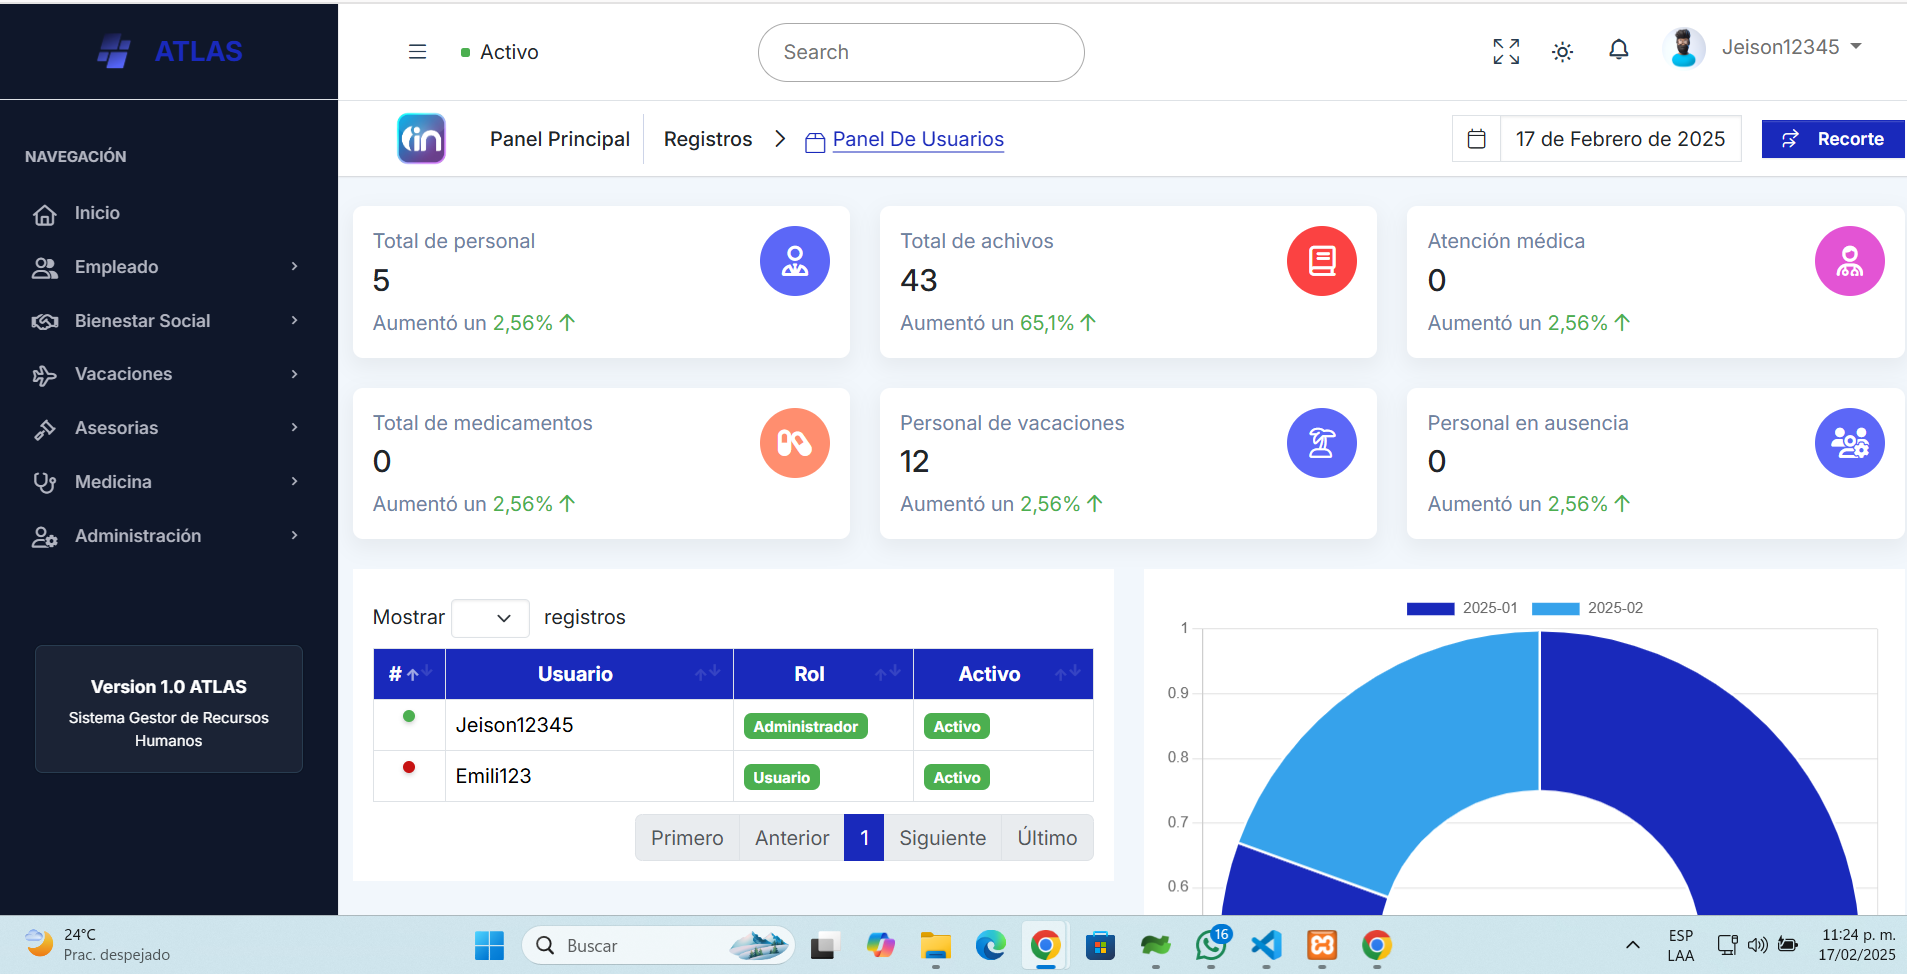 ATLAS
Activo
Search
Jeison12345
in
Panel Principal
Registros
Panel De Usuarios
17 de Febrero de 2025
Recorte
NAVEGACIÓN
Inicio
Empleado
Bienestar Social
Vacaciones
Asesorias
Medicina
Administración
Version 1.0 ATLAS
Sistema Gestor de Recursos
Humanos
Total de personal
5
Aumentó un 2,56%
Total de achivos
43
Aumentó un 65,1%
Atención médica
0
Aumentó un 2,56%
Total de medicamentos
0
Aumentó un 2,56%
Personal de vacaciones
12
Aumentó un 2,56%
Personal en ausencia
0
Aumentó un 2,56%
Mostrar registros
# Usuario Rol Activo
Jeison12345 Administrador Activo
Emili123 Usuario Activo
Primero Anterior 1 Siguiente Último
2025-01 2025-02
1
0.9
0.8
0.7
0.6
24°C
Prac. despejado
Buscar
16
ESP
LAA
11:24 p. m.
17/02/2025